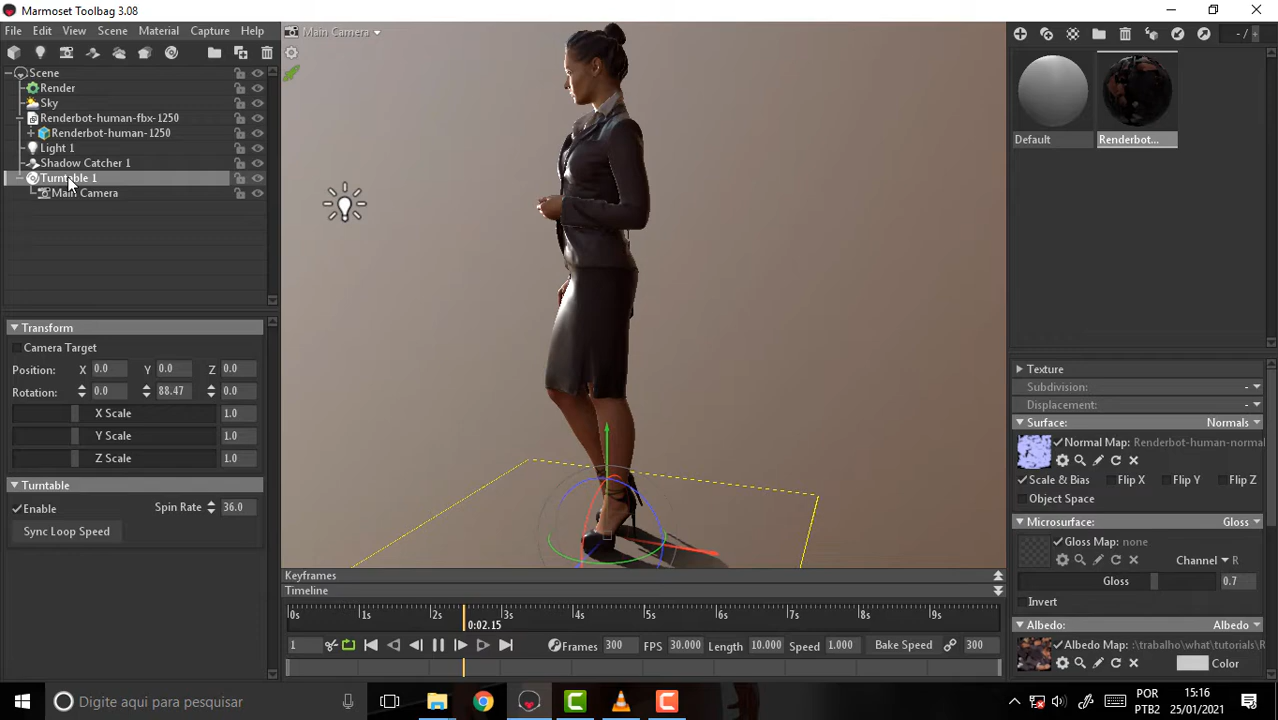 Marmoset Toolbag 3.08
File Edit View Scene Material Capture Help
Main Camera
- / +
Scene
Render
Sky
Renderbot-human-fbx-1250
Renderbot-human-1250
Light 1
Shadow Catcher 1
Turntable 1
Main Camera
Default
Renderbot...
Transform
Camera Target
Position: X 0.0 Y 0.0 Z 0.0
Rotation: 0.0 88.47 0.0
X Scale 1.0
Y Scale 1.0
Z Scale 1.0
Turntable
Enable Spin Rate 36.0
Sync Loop Speed
Texture
Subdivision: -
Displacement: -
Surface: Normals
Normal Map: Renderbot-human-normal
Scale & Bias Flip X Flip Y Flip Z
Object Space
Microsurface: Gloss
Gloss Map: none
Channel R
Gloss 0.7
Invert
Albedo: Albedo
Albedo Map: :\trabalho\what\tutorials\R
Color
Keyframes
Timeline
0s 1s 2s 3s 4s 5s 6s 7s 8s 9s
0:02.15
1 Frames 300 FPS 30.000 Length 10.000 Speed 1.000 Bake Speed 300
Digite aqui para pesquisar
POR
PTB2
15:16
25/01/2021